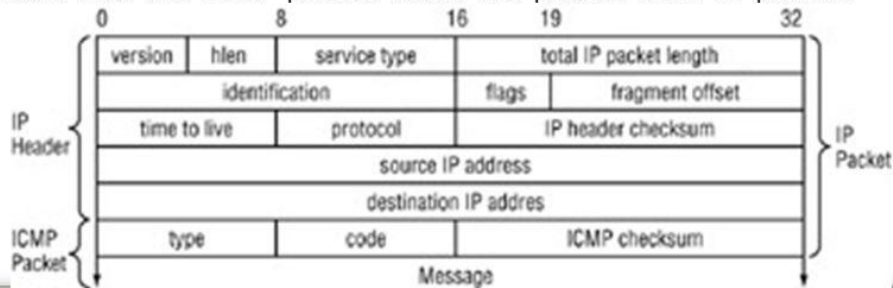 0 8 16 19 32
version hlen service type total IP packet length
identification flags fragment offset
IP Header
time to live protocol IP header checksum
IP Packet
source IP address
destination IP addres
ICMP Packet
type code ICMP checksum
Message